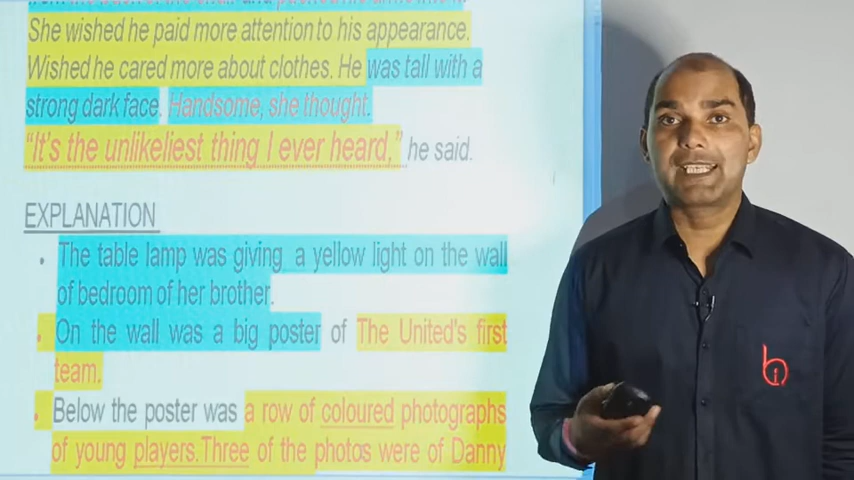 She wished he paid more attention to his appearance.
Wished he cared more about clothes. He was tall with a
strong dark face. Handsome, she thought.
“It's the unlikeliest thing I ever heard,” he said.
EXPLANATION
• The table lamp was giving a yellow light on the wall
of bedroom of her brother.
• On the wall was a big poster of The United's first
team.
• Below the poster was a row of coloured photographs
of young players.Three of the photos were of Danny